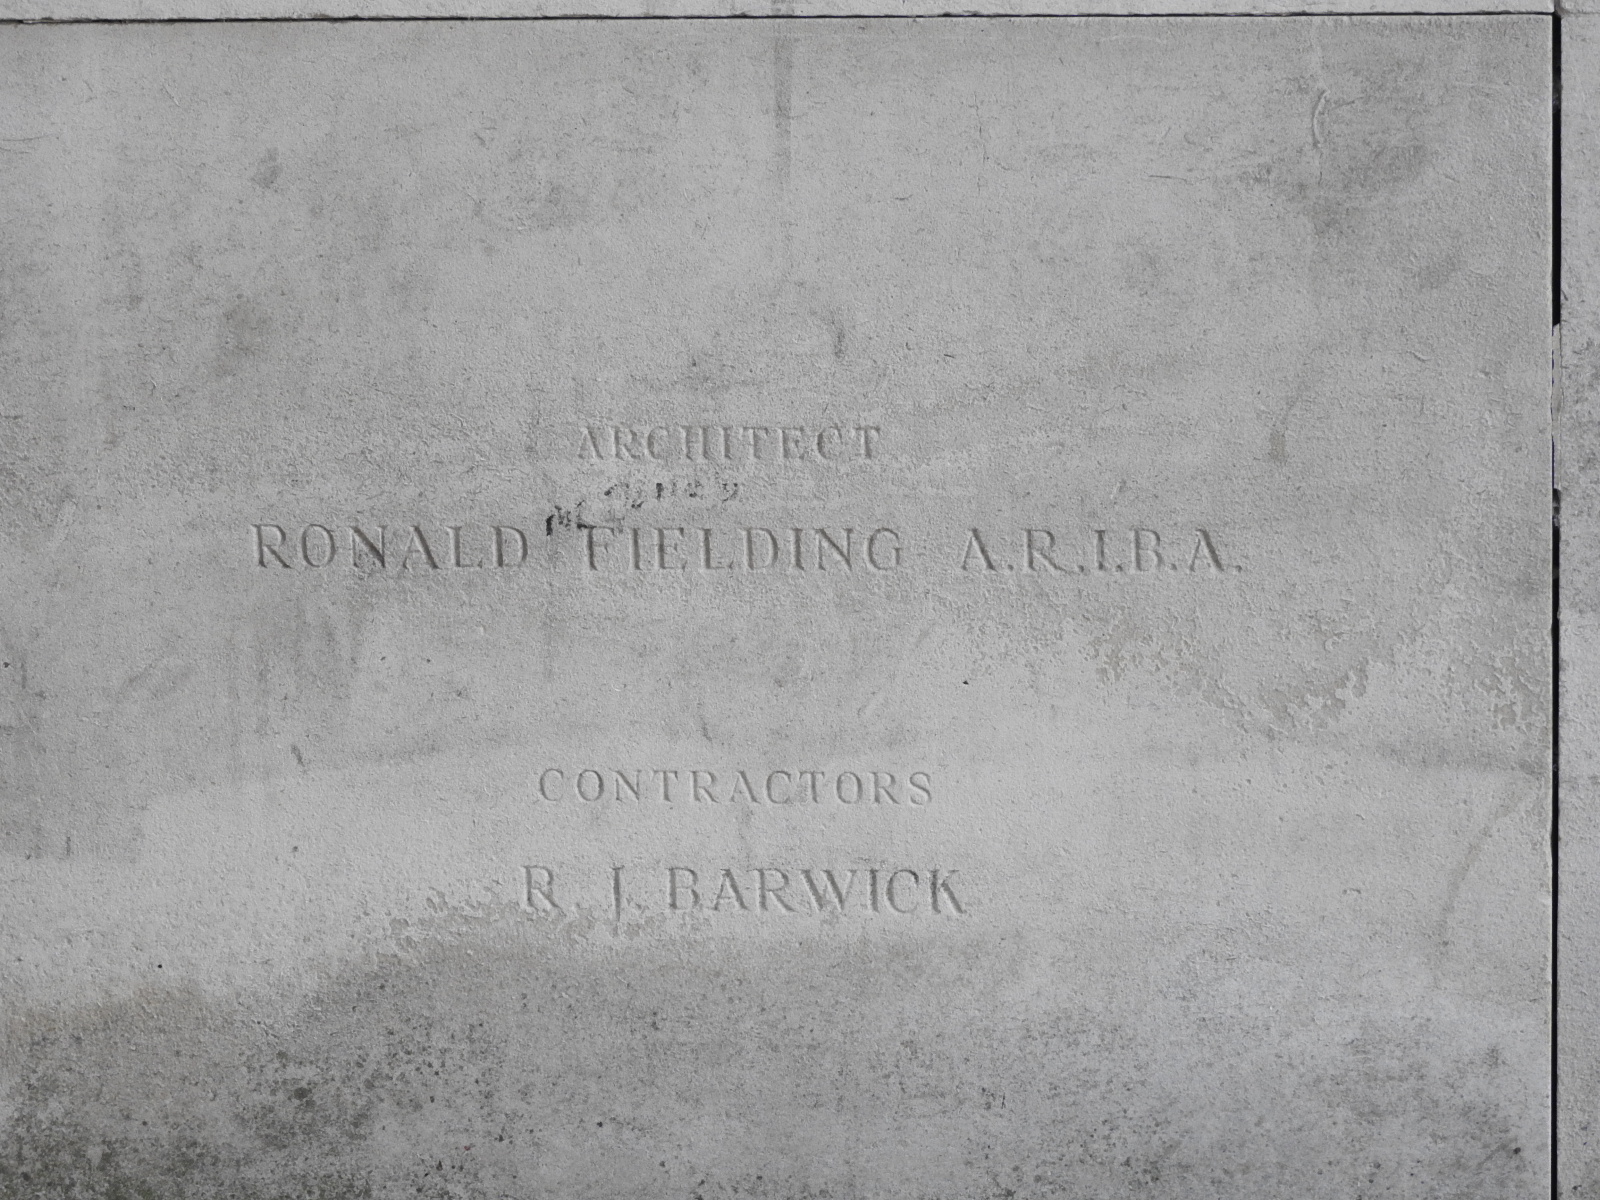 ARCHITECT
RONALD FIELDING A.R.I.B.A.
CONTRACTORS
R. J. BARWICK